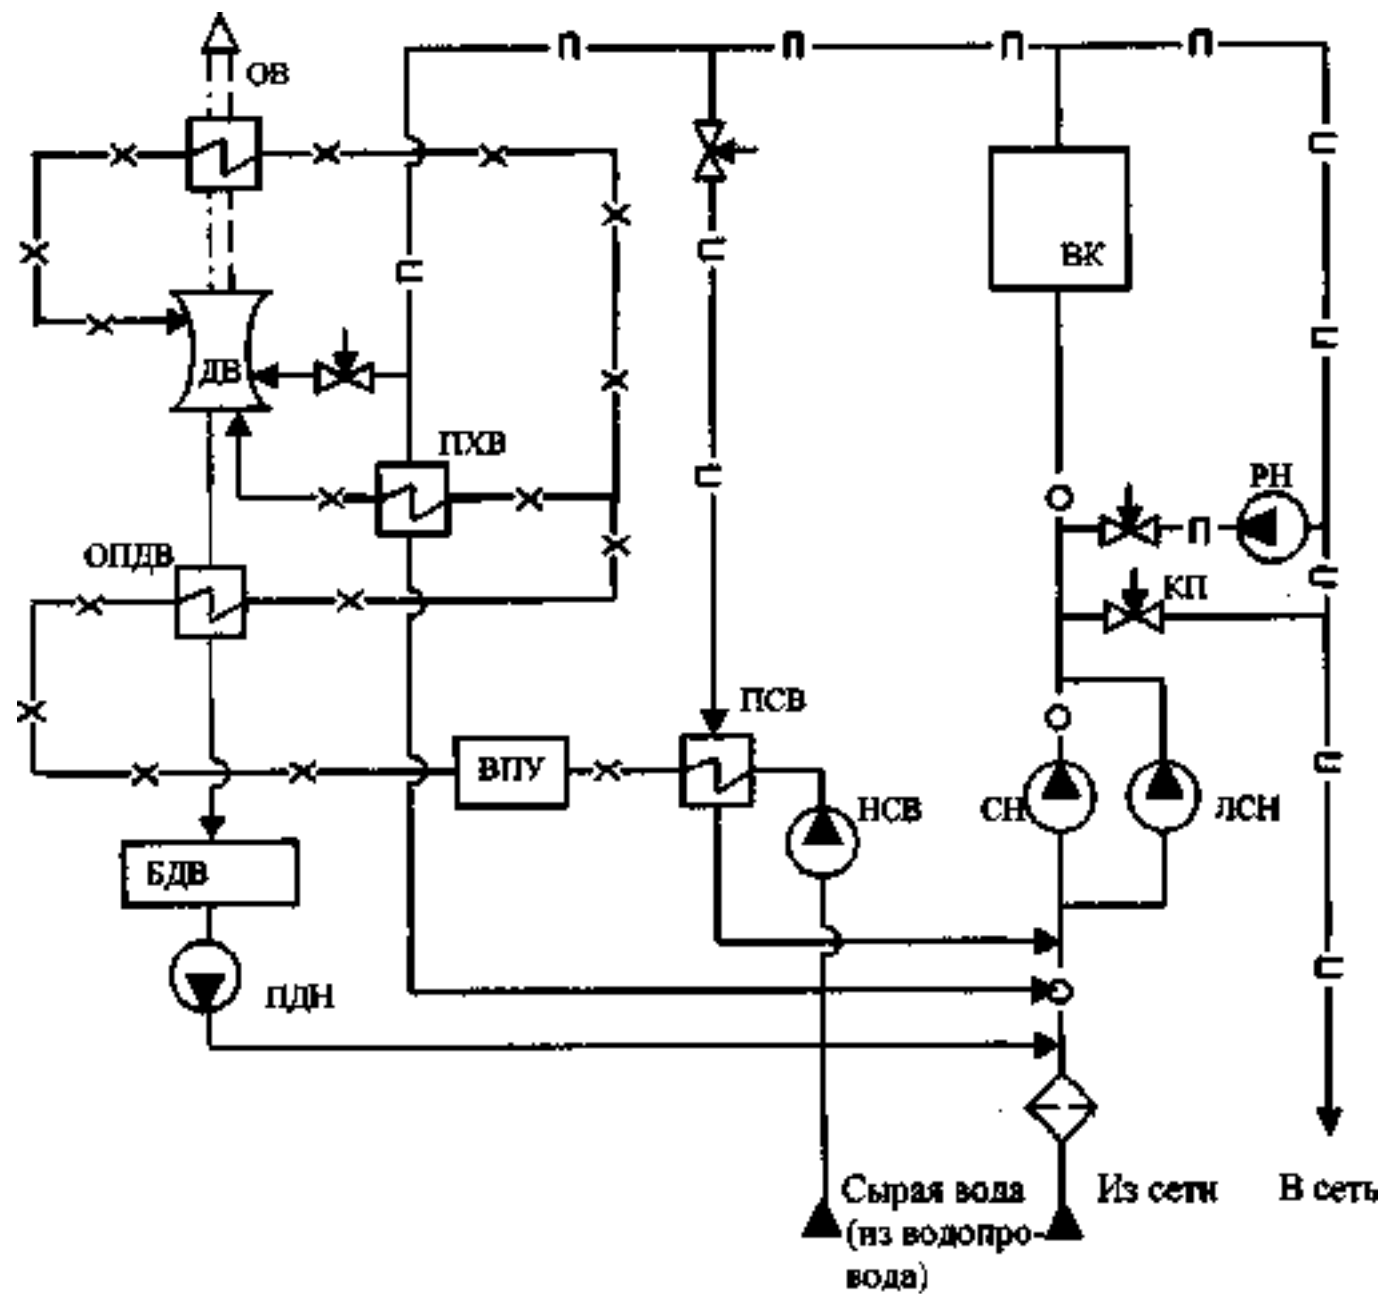 ОВ
ВК
ДВ
ПХВ
РН
ОПДВ
КП
ПСВ
ВПУ
НСВ
СН
ЛСН
БДВ
ПДН
Сырая вода
(из водопро-
вода)
Из сети
В сеть